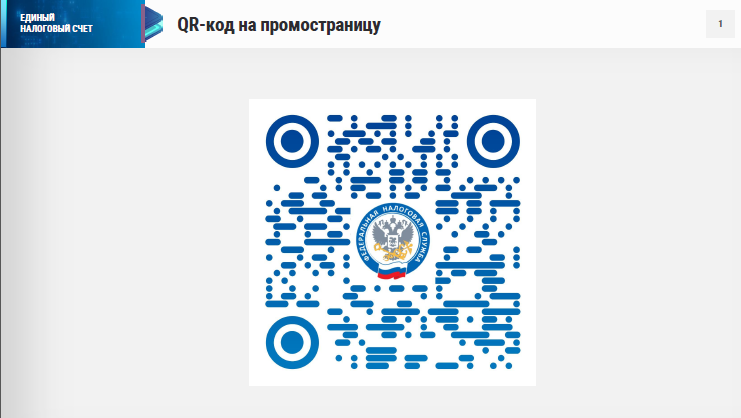 ЕДИНЫЙ
НАЛОГОВЫЙ СЧЕТ
QR-код на промостраницу
1
ФЕДЕРАЛЬНАЯ НАЛОГОВАЯ СЛУЖБА